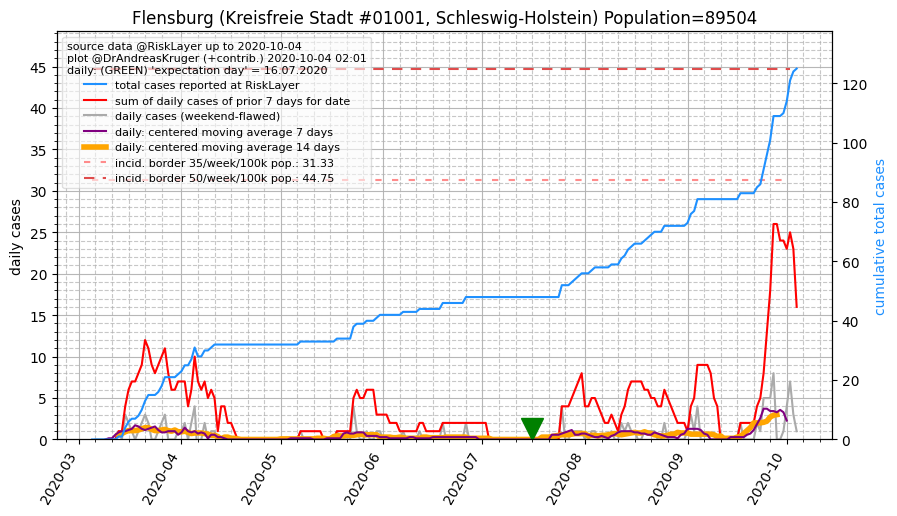 Flensburg (Kreisfreie Stadt #01001, Schleswig-Holstein) Population=89504
source data @RiskLayer up to 2020-10-04
plot @DrAndreasKruger (+contrib.) 2020-10-04 02:01
daily: (GREEN) 'expectation day' = 16.07.2020
total cases reported at RiskLayer
sum of daily cases of prior 7 days for date
daily cases (weekend-flawed)
daily: centered moving average 7 days
daily: centered moving average 14 days
incid. border 35/week/100k pop.: 31.33
incid. border 50/week/100k pop.: 44.75
daily cases
45
40
35
30
25
20
15
10
5
0
cumulative total cases
120
100
80
60
40
20
0
2020-03
2020-04
2020-05
2020-06
2020-07
2020-08
2020-09
2020-10